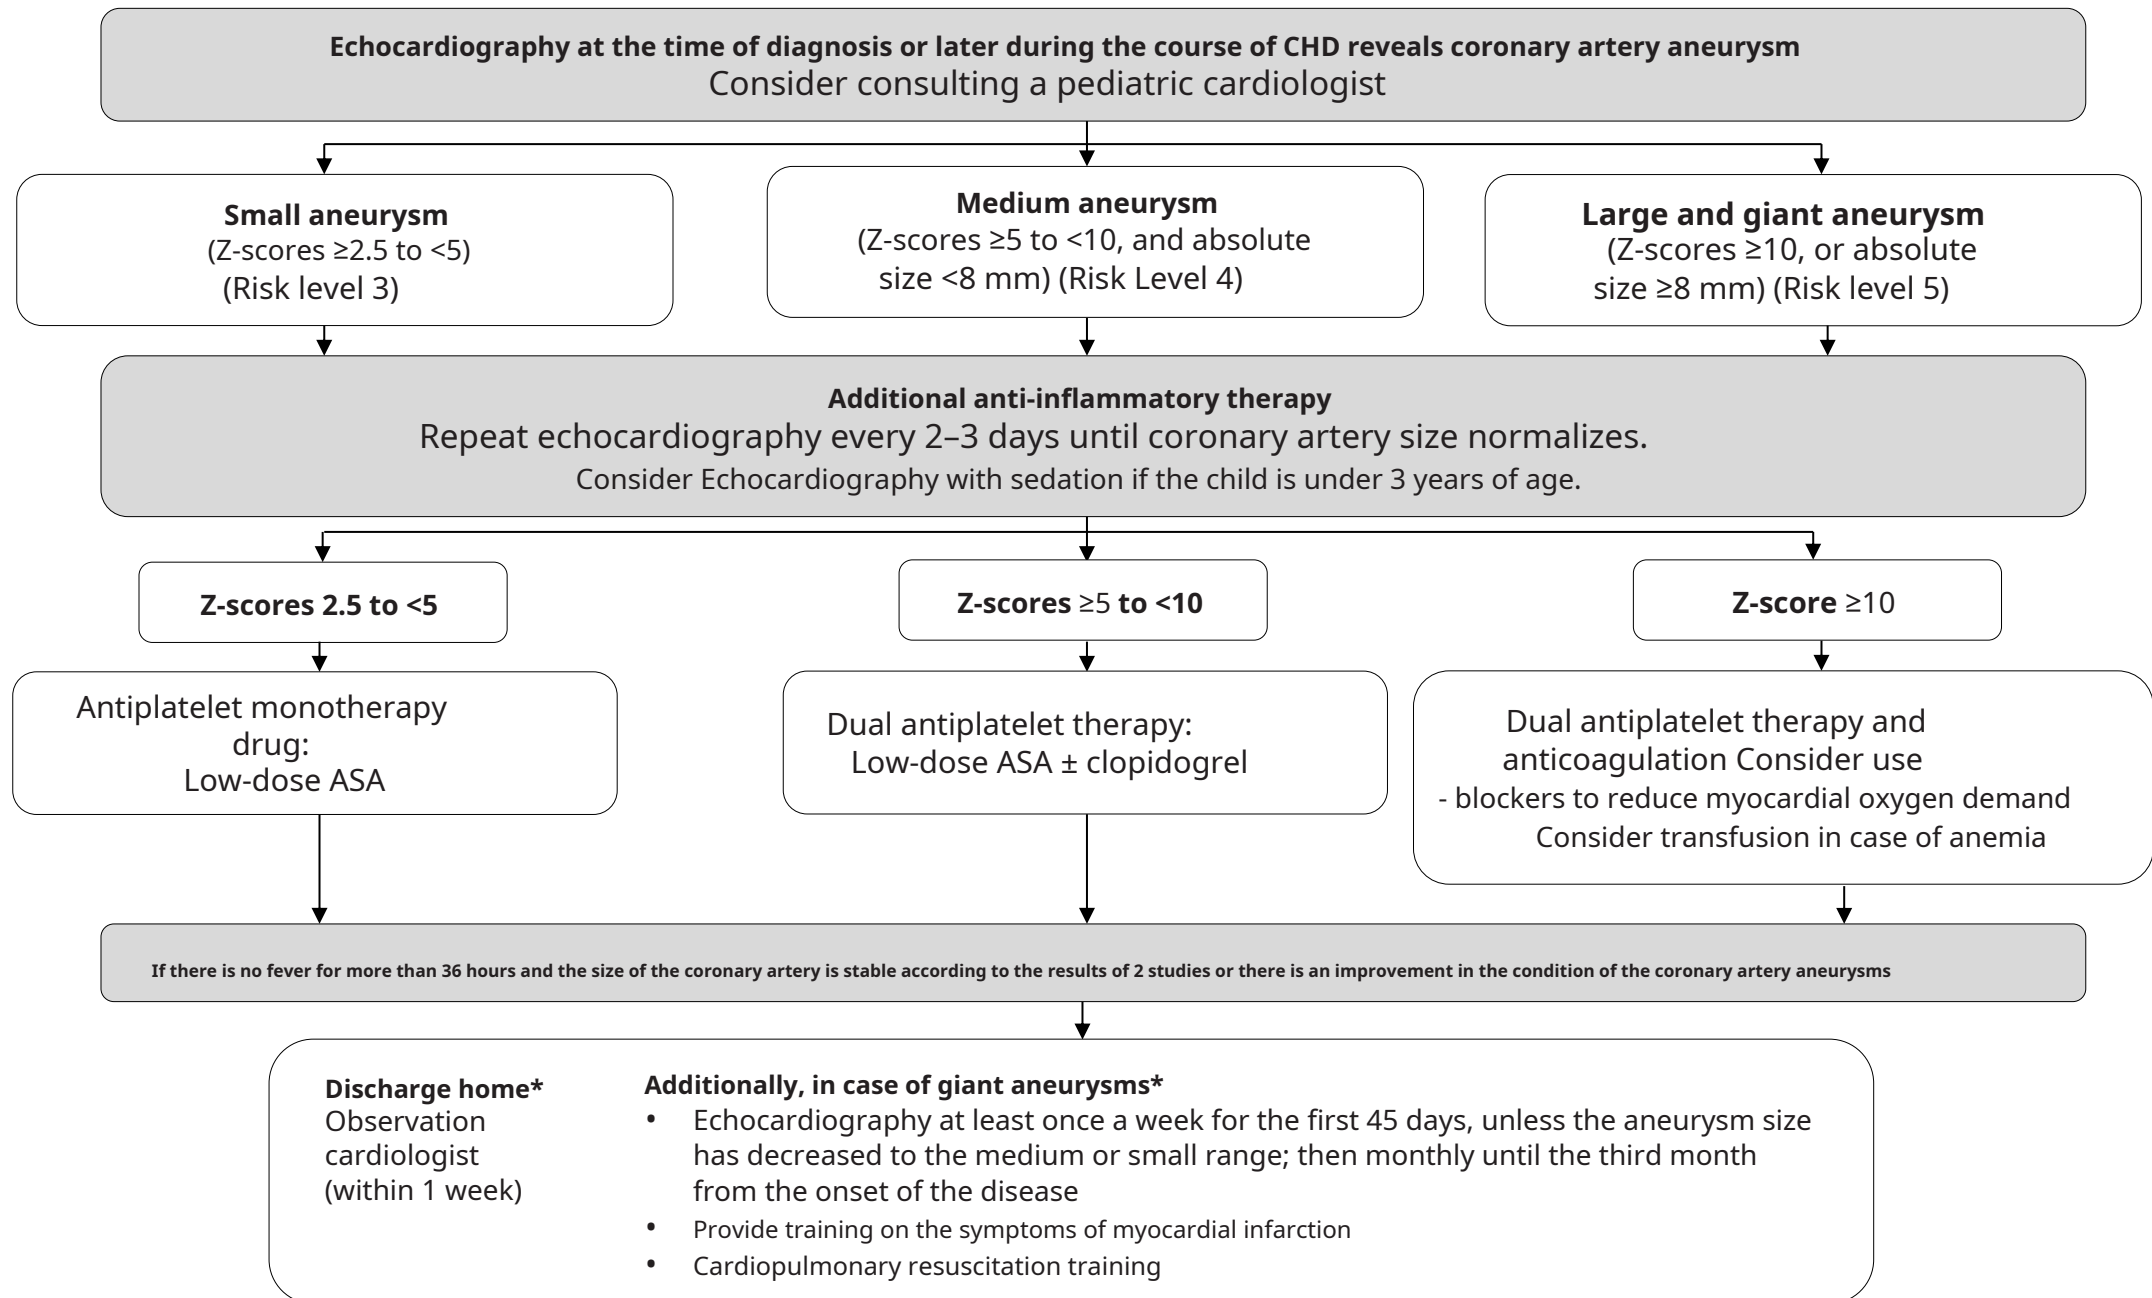 Echocardiography at the time of diagnosis or later during the course of CHD reveals coronary artery aneurysm
Consider consulting a pediatric cardiologist
Small aneurysm
(Z-scores ≥2.5 to <5)
(Risk level 3)
Medium aneurysm
(Z-scores ≥5 to <10, and absolute
size <8 mm) (Risk Level 4)
Large and giant aneurysm
(Z-scores ≥10, or absolute
size ≥8 mm) (Risk level 5)
Additional anti-inflammatory therapy
Repeat echocardiography every 2–3 days until coronary artery size normalizes.
Consider Echocardiography with sedation if the child is under 3 years of age.
Z-scores 2.5 to <5
Z-scores ≥5 to <10
Z-score ≥10
Antiplatelet monotherapy
drug:
Low-dose ASA
Dual antiplatelet therapy:
Low-dose ASA ± clopidogrel
Dual antiplatelet therapy and
anticoagulation Consider use
- blockers to reduce myocardial oxygen demand
Consider transfusion in case of anemia
If there is no fever for more than 36 hours and the size of the coronary artery is stable according to the results of 2 studies or there is an improvement in the condition of the coronary artery aneurysms
Discharge home*
Observation
cardiologist
(within 1 week)
Additionally, in case of giant aneurysms*
• Echocardiography at least once a week for the first 45 days, unless the aneurysm size
has decreased to the medium or small range; then monthly until the third month
from the onset of the disease
• Provide training on the symptoms of myocardial infarction
• Cardiopulmonary resuscitation training